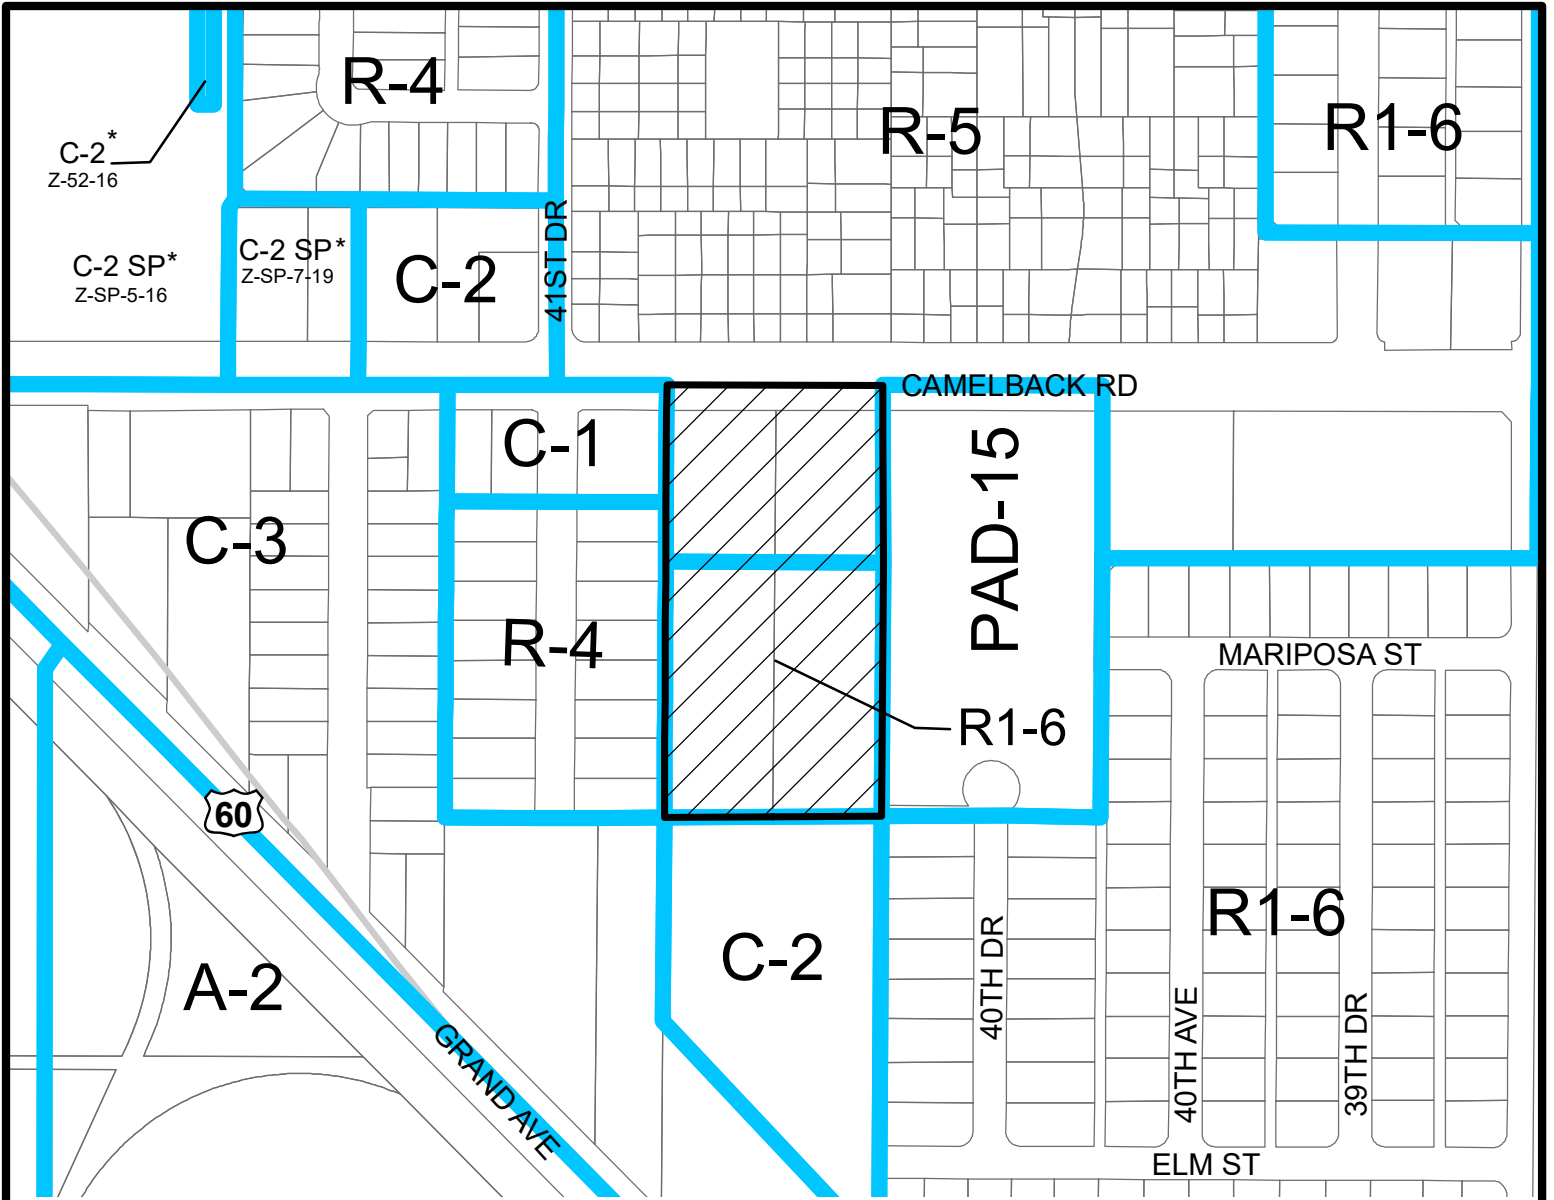 R-4
R-5
R1-6
C-2*
Z-52-16
C-2 SP*
Z-SP-5-16
C-2 SP*
Z-SP-7-19
C-2
41ST DR
CAMELBACK RD
C-1
PAD-15
C-3
R-4
MARIPOSA ST
R1-6
60
R1-6
A-2
C-2
40TH DR
40TH AVE
39TH DR
GRAND AVE
ELM ST